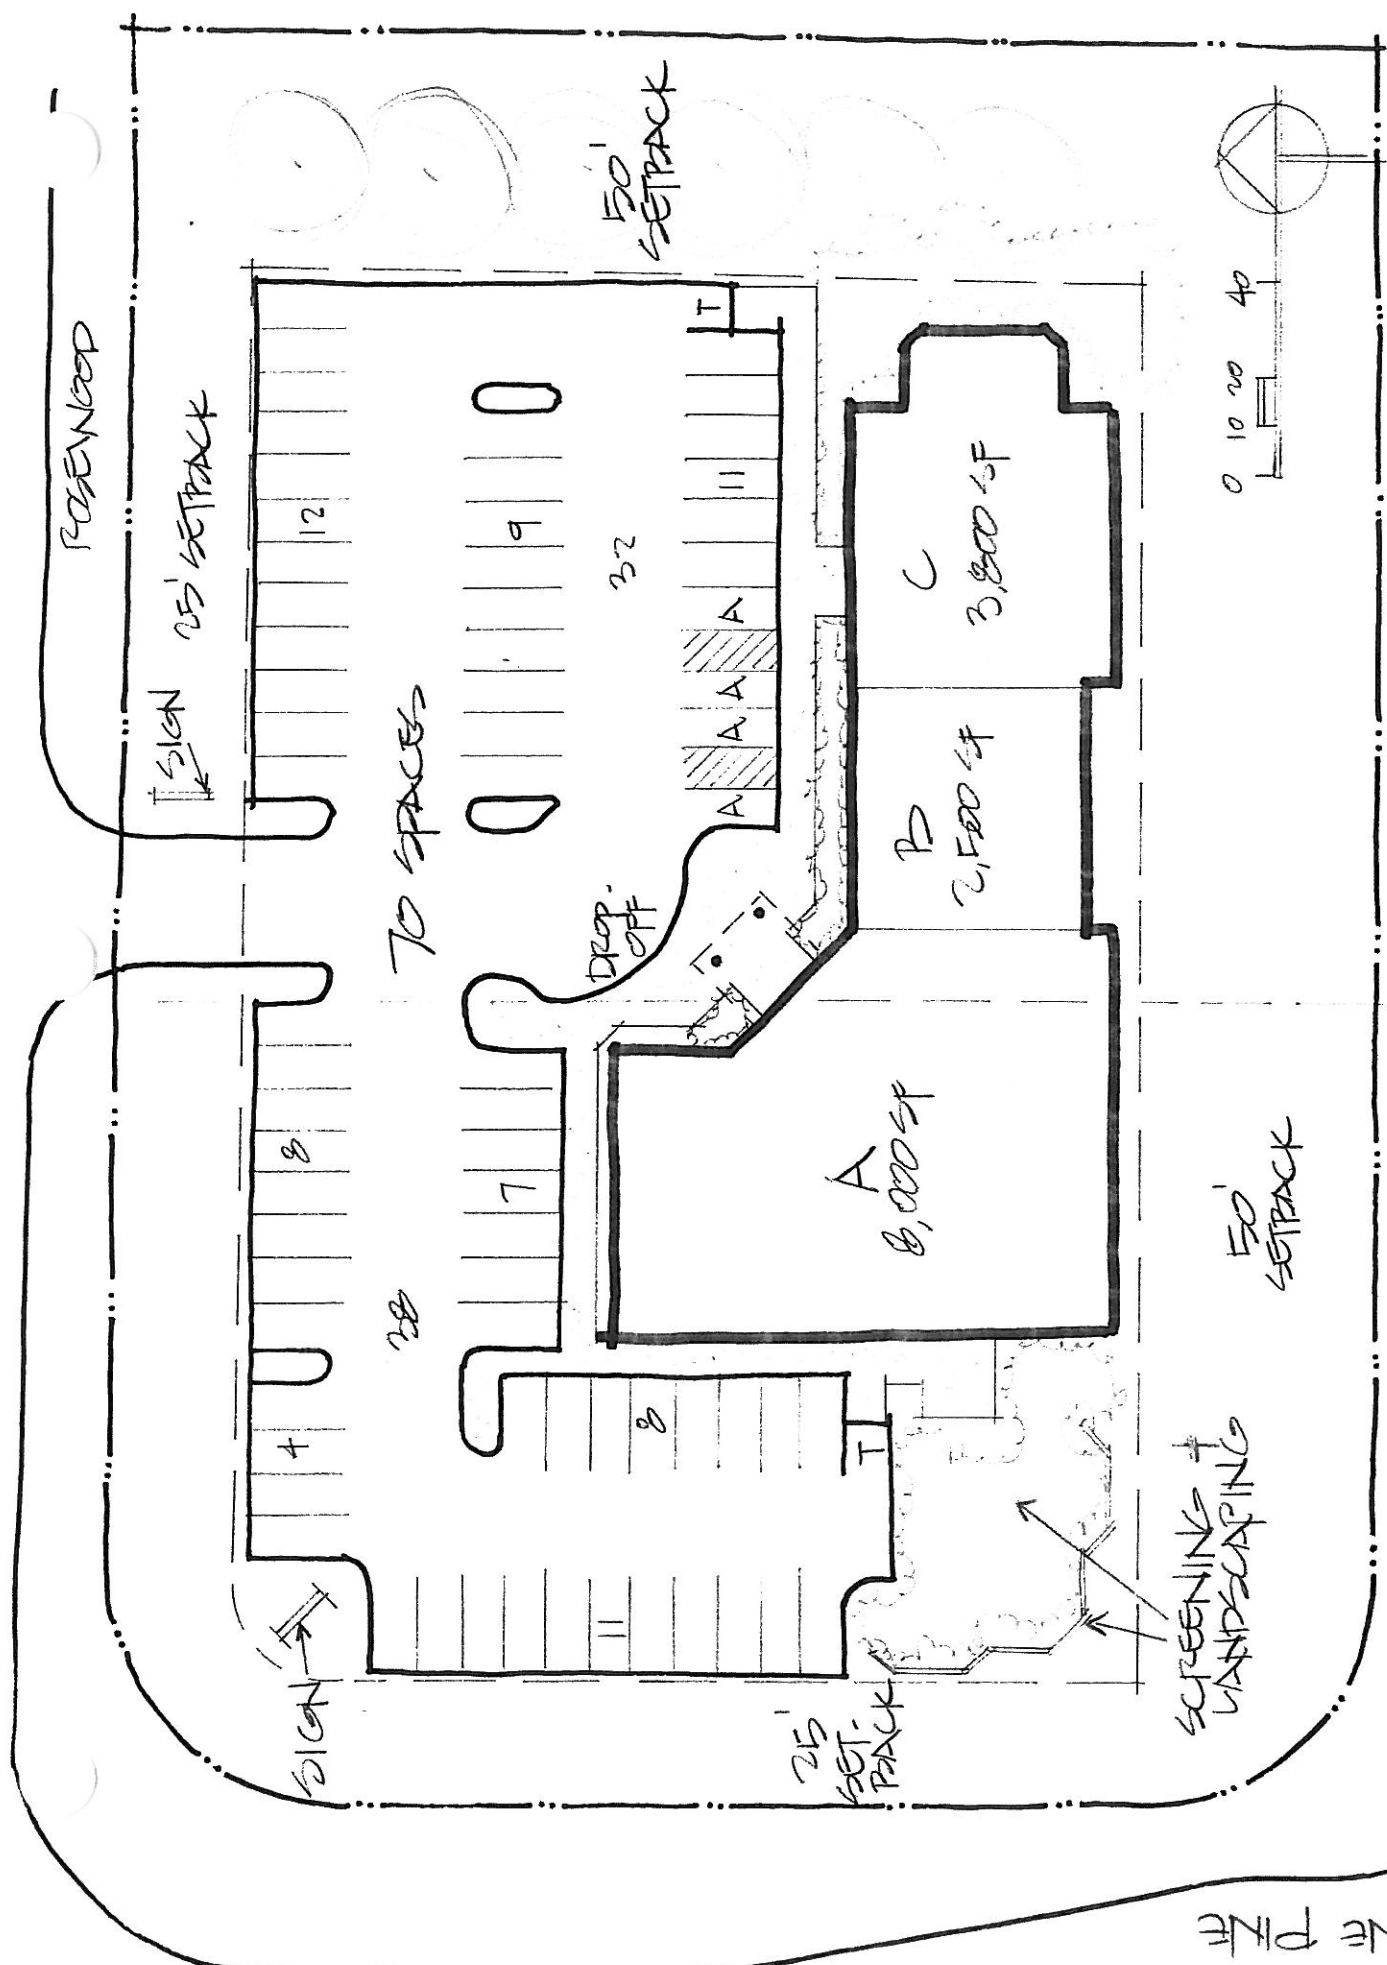 ROSEWOOD
SIGN
25' SETBACK
SIGN
4
8
12
70 SPACES
38
7
9
32
11
8
DROP-
OFF
A
A
A
A
11
T
T
50'
SETBACK
A
8,000 SF
B
2,500 SF
C
3,800 SF
25'
SET-
BACK
SCREENING +
LANDSCAPING
50'
SETBACK
0 10 20 40